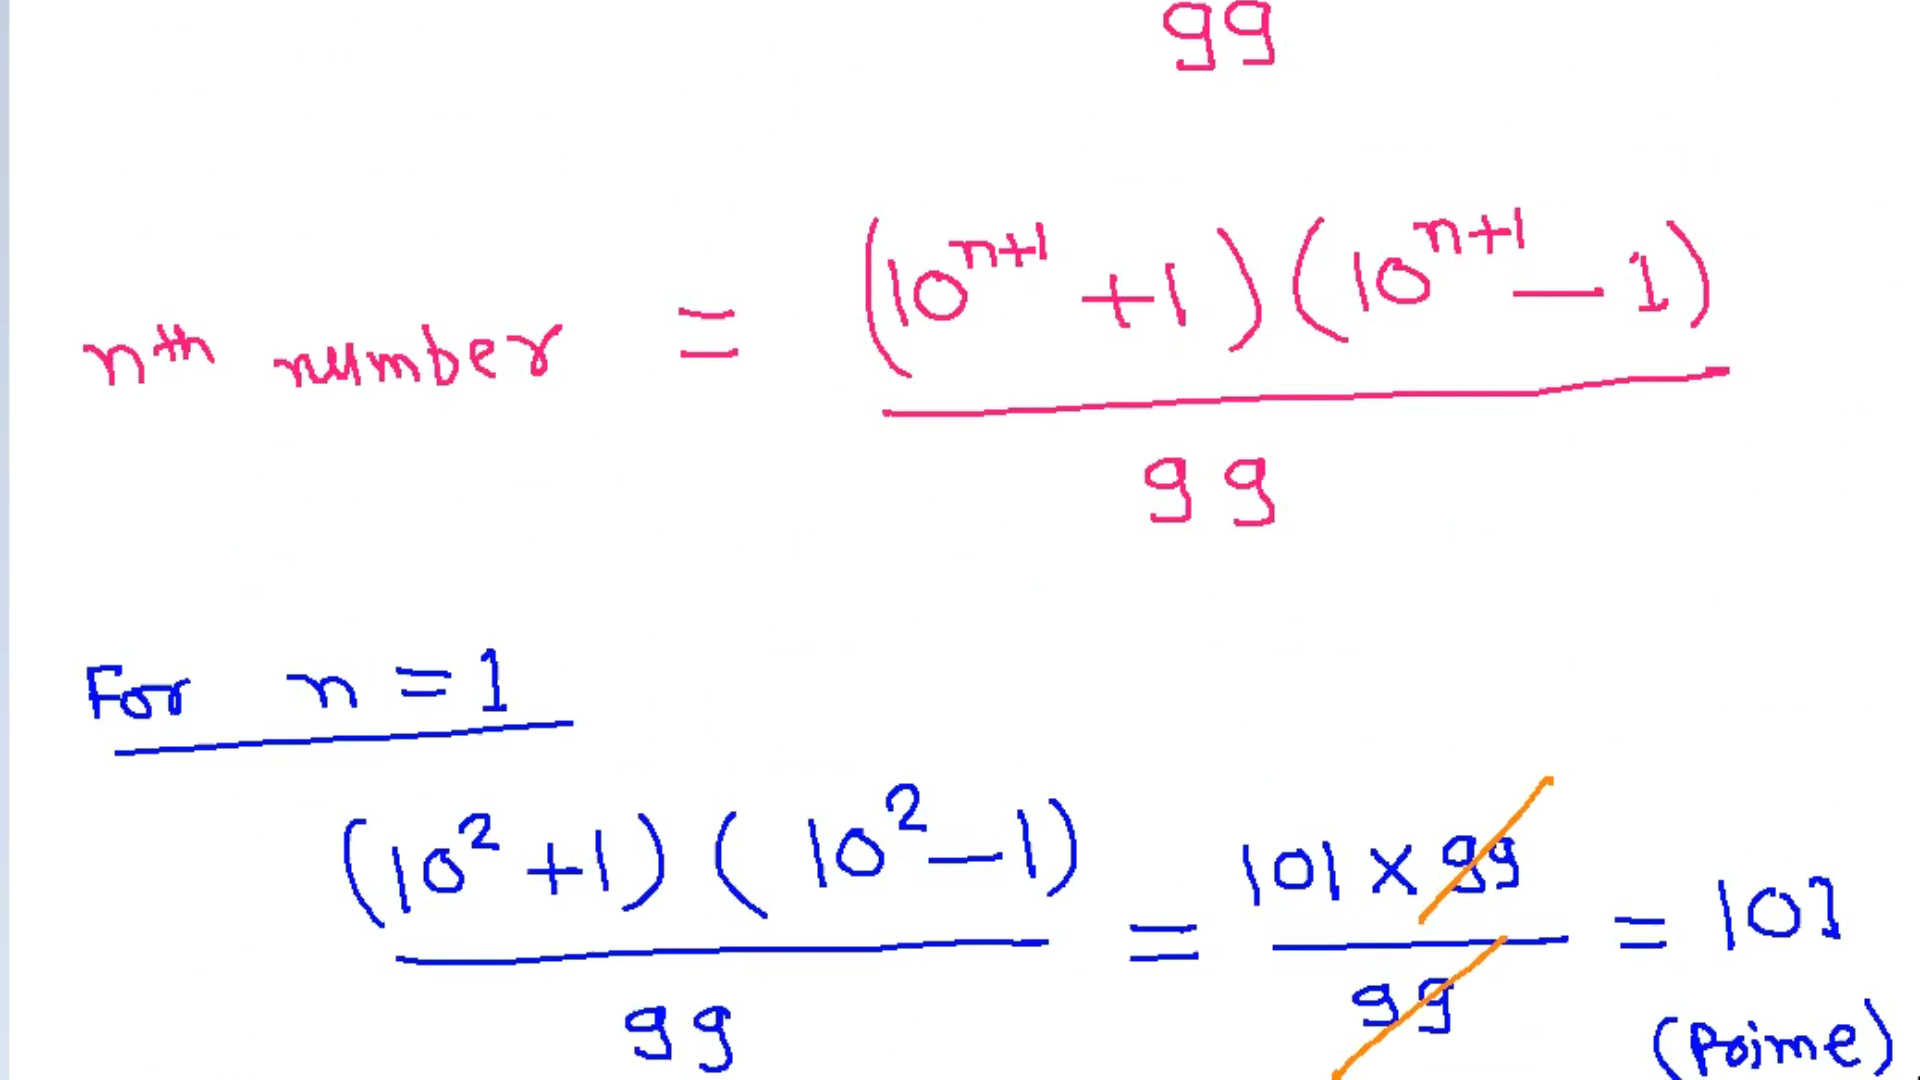 99
nth number = (10^{n+1} + 1)(10^{n+1} − 1)
99
For n = 1
(10² + 1)(10² − 1) = 101 × 99 = 101
99 99
(Prime)